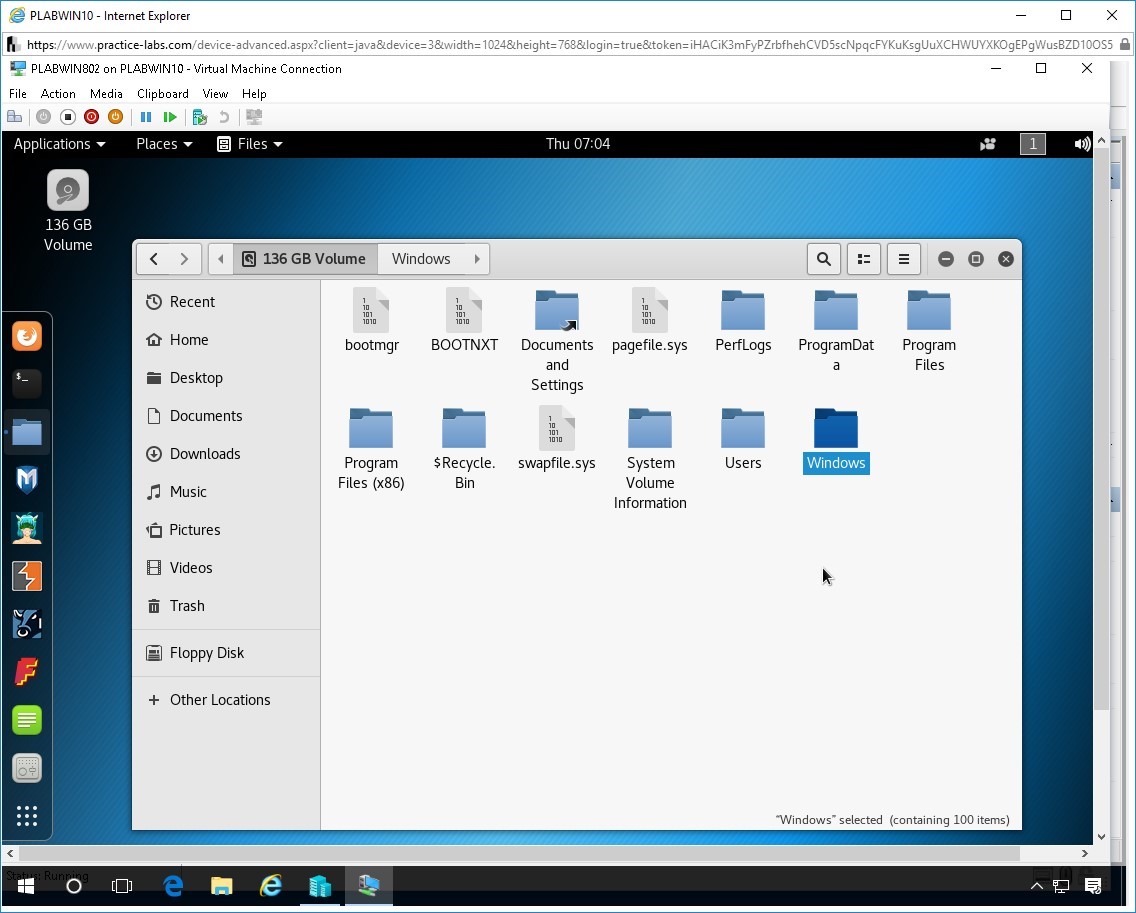 PLABWIN10 - Internet Explorer
https://www.practice-labs.com/device-advanced.aspx?client=java&device=3&width=1024&height=768&login=true&token=iHACiK3mFyPZrbfhehCVD5scNpqcFYKuKsgUuXCHWUYXKOgEPgWusBZD10OS5
PLABWIN802 on PLABWIN10 - Virtual Machine Connection
File Action Media Clipboard View Help
Applications Places Files Thu 07:04 1
136 GB
Volume
136 GB Volume Windows
Recent
Home
Desktop
Documents
Downloads
Music
Pictures
Videos
Trash
Floppy Disk
+ Other Locations
bootmgr BOOTNXT Documents pagefile.sys PerfLogs ProgramDat Program
and a Files
Settings
Program $Recycle. swapfile.sys System Users Windows
Files (x86) Bin Volume
Information
"Windows" selected (containing 100 items)
Status: Running